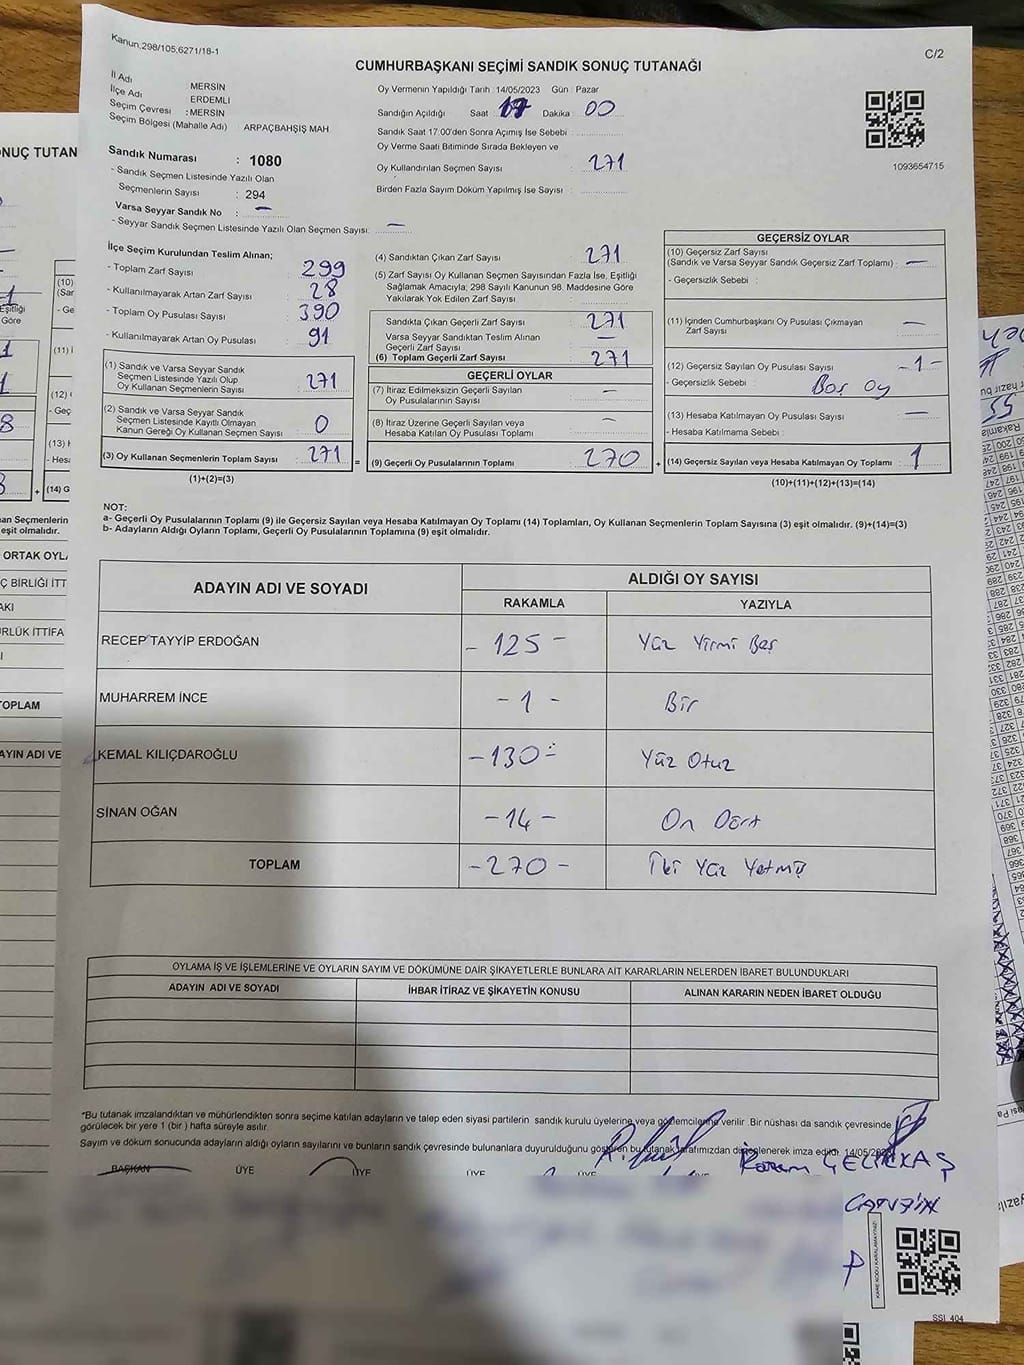 Kanun,298/105,6271/18-1
C/2
CUMHURBAŞKANI SEÇİMİ SANDIK SONUÇ TUTANAĞI
İl Adı MERSİN
İlçe Adı ERDEMLİ
Seçim Çevresi : MERSİN
Seçim Bölgesi (Mahalle Adı) ARPAÇBAHŞİŞ MAH.
Oy Vermenin Yapıldığı Tarih : 14/05/2023 Gün : Pazar
Sandığın Açıldığı Saat 17 Dakika : 00
Sandık Saat 17:00'den Sonra Açımış İse Sebebi :
Oy Verme Saati Bitiminde Sırada Bekleyen ve
Oy Kullandırılan Seçmen Sayısı : 271
Birden Fazla Sayım Döküm Yapılmış İse Sayısı :
1093654715
Sandık Numarası : 1080
- Sandık Seçmen Listesinde Yazılı Olan
Seçmenlerin Sayısı : 294
Varsa Seyyar Sandık No : —
- Seyyar Sandık Seçmen Listesinde Yazılı Olan Seçmen Sayısı: —
İlçe Seçim Kurulundan Teslim Alınan;
- Toplam Zarf Sayısı : 299
- Kullanılmayarak Artan Zarf Sayısı : 28
- Toplam Oy Pusulası Sayısı : 390
- Kullanılmayarak Artan Oy Pusulası : 91
(1) Sandık ve Varsa Seyyar Sandık
Seçmen Listesinde Yazılı Olup
Oy Kullanan Seçmenlerin Sayısı : 271
(2) Sandık ve Varsa Seyyar Sandık
Seçmen Listesinde Kayıtlı Olmayan
Kanun Gereği Oy Kullanan Seçmen Sayısı : 0
(3) Oy Kullanan Seçmenlerin Toplam Sayısı : 271
(1)+(2)=(3)
(4) Sandıktan Çıkan Zarf Sayısı : 271
(5) Zarf Sayısı Oy Kullanan Seçmen Sayısından Fazla İse, Eşitliği
Sağlamak Amacıyla; 298 Sayılı Kanunun 98. Maddesine Göre
Yakılarak Yok Edilen Zarf Sayısı :
Sandıkta Çıkan Geçerli Zarf Sayısı : 271
Varsa Seyyar Sandıktan Teslim Alınan
Geçerli Zarf Sayısı : —
(6) Toplam Geçerli Zarf Sayısı : 271
GEÇERLİ OYLAR
(7) İtiraz Edilmeksizin Geçerli Sayılan
Oy Pusulalarının Sayısı : —
(8) İtiraz Üzerine Geçerli Sayılan veya
Hesaba Katılan Oy Pusulası Toplamı : —
= (9) Geçerli Oy Pusulalarının Toplamı : 270
GEÇERSİZ OYLAR
(10) Geçersiz Zarf Sayısı
(Sandık ve Varsa Seyyar Sandık Geçersiz Zarf Toplamı) : —
- Geçersizlik Sebebi :
(11) İçinden Cumhurbaşkanı Oy Pusulası Çıkmayan
Zarf Sayısı : —
(12) Geçersiz Sayılan Oy Pusulası Sayısı : - 1 -
- Geçersizlik Sebebi : Boş Oy
(13) Hesaba Katılmayan Oy Pusulası Sayısı : —
- Hesaba Katılmama Sebebi :
+ (14) Geçersiz Sayılan veya Hesaba Katılmayan Oy Toplamı : 1
(10)+(11)+(12)+(13)=(14)
NOT:
a- Geçerli Oy Pusulalarının Toplamı (9) ile Geçersiz Sayılan veya Hesaba Katılmayan Oy Toplamı (14) Toplamları, Oy Kullanan Seçmenlerin Toplam Sayısına (3) eşit olmalıdır. (9)+(14)=(3)
b- Adayların Aldığı Oyların Toplamı, Geçerli Oy Pusulalarının Toplamına (9) eşit olmalıdır.
ADAYIN ADI VE SOYADI ALDIĞI OY SAYISI
RAKAMLA YAZIYLA
RECEP TAYYİP ERDOĞAN - 125 - Yüz Yirmi Beş
MUHARREM İNCE - 1 - Bir
KEMAL KILIÇDAROĞLU - 130 - Yüz Otuz
SİNAN OĞAN - 14 - On Dört
TOPLAM - 270 - İki Yüz Yetmiş
OYLAMA İŞ VE İŞLEMLERİNE VE OYLARIN SAYIM VE DÖKÜMÜNE DAİR ŞİKAYETLERLE BUNLARA AİT KARARLARIN NELERDEN İBARET BULUNDUKLARI
ADAYIN ADI VE SOYADI İHBAR İTİRAZ VE ŞİKAYETİN KONUSU ALINAN KARARIN NEDEN İBARET OLDUĞU
*Bu tutanak imzalandıktan ve mühürlendikten sonra seçime katılan adayların ve talep eden siyasi partilerin sandık kurulu üyelerine veya gözlemcilerine verilir .Bir nüshası da sandık çevresinde
görülecek bir yere 1 (bir ) hafta süreyle asılır.
Sayım ve döküm sonucunda adayların aldığı oyların sayılarını ve bunların sandık çevresinde bulunanlara duyurulduğunu gösteren bu tutanak tarafımızdan düzenlenerek imza edildi. 14/05/2023
BAŞKAN ÜYE ÜYE ÜYE ÜYE
KARE KODU KARALAMAYINIZ!
SSI_404